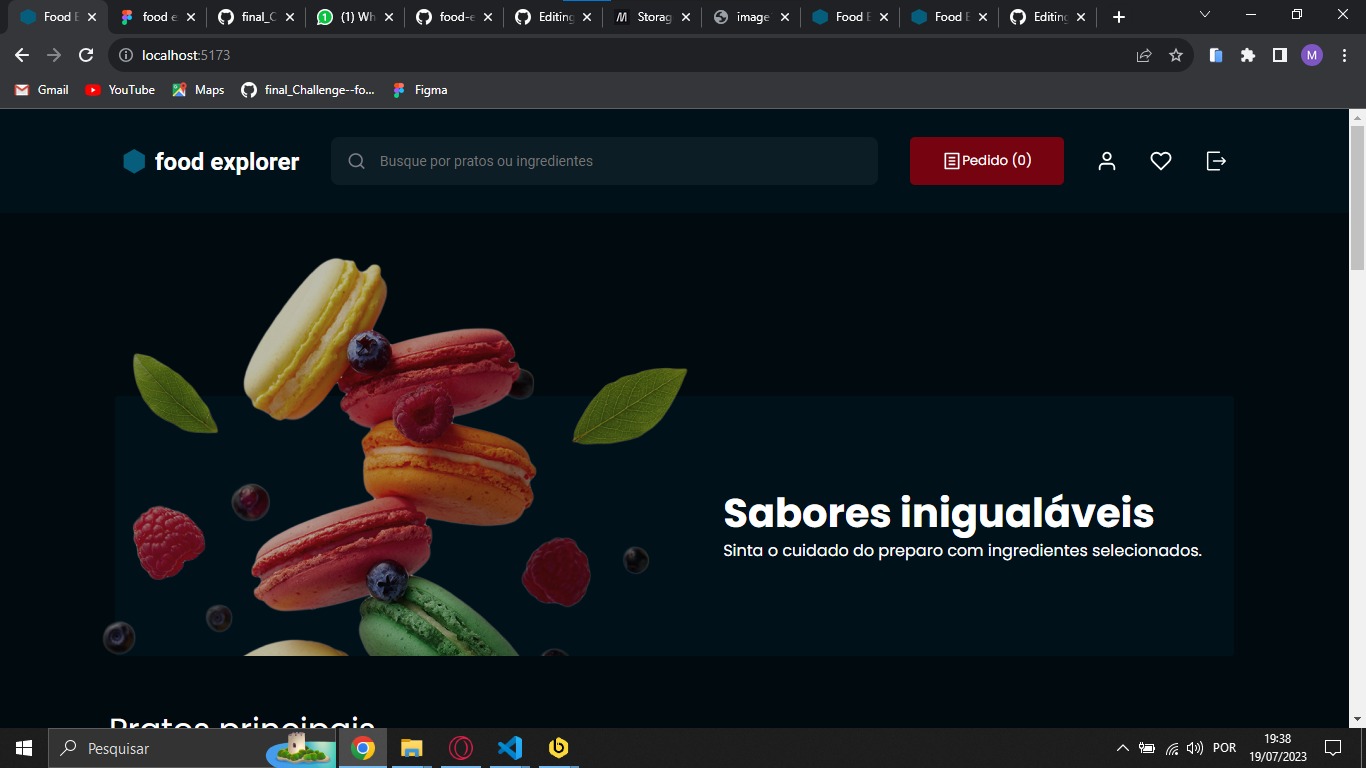 Food E
food e
final_C
(1) Wh
food-e
Editing
Storag
image
Food E
Food E
Editing
localhost:5173
M
Gmail
YouTube
Maps
final_Challenge--fo...
Figma
food explorer
Busque por pratos ou ingredientes
Pedido (0)
Sabores inigualáveis
Sinta o cuidado do preparo com ingredientes selecionados.
Pratos principais
Pesquisar
POR
19:38
19/07/2023